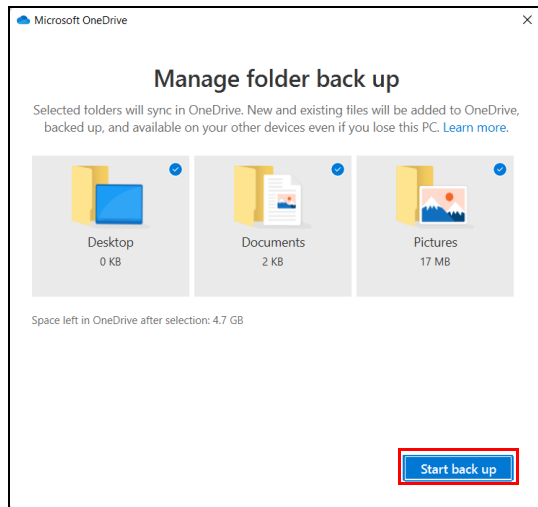 Microsoft OneDrive
Manage folder back up
Selected folders will sync in OneDrive. New and existing files will be added to OneDrive,
backed up, and available on your other devices even if you lose this PC. Learn more.
Desktop
0 KB
Documents
2 KB
Pictures
17 MB
Space left in OneDrive after selection: 4.7 GB
Start back up